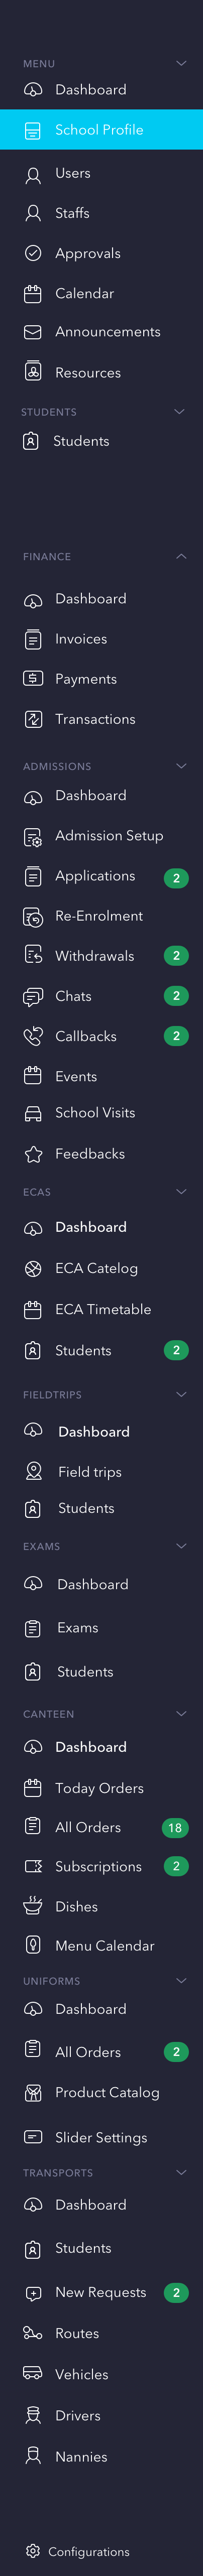 MENU
Dashboard
School Profile
Users
Staffs
Approvals
Calendar
Announcements
Resources
STUDENTS
Students
FINANCE
Dashboard
Invoices
Payments
Transactions
ADMISSIONS
Dashboard
Admission Setup
Applications 2
Re-Enrolment
Withdrawals 2
Chats 2
Callbacks 2
Events
School Visits
Feedbacks
ECAS
Dashboard
ECA Catelog
ECA Timetable
Students 2
FIELDTRIPS
Dashboard
Field trips
Students
EXAMS
Dashboard
Exams
Students
CANTEEN
Dashboard
Today Orders
All Orders 18
Subscriptions 2
Dishes
Menu Calendar
UNIFORMS
Dashboard
All Orders 2
Product Catalog
Slider Settings
TRANSPORTS
Dashboard
Students
New Requests 2
Routes
Vehicles
Drivers
Nannies
Configurations